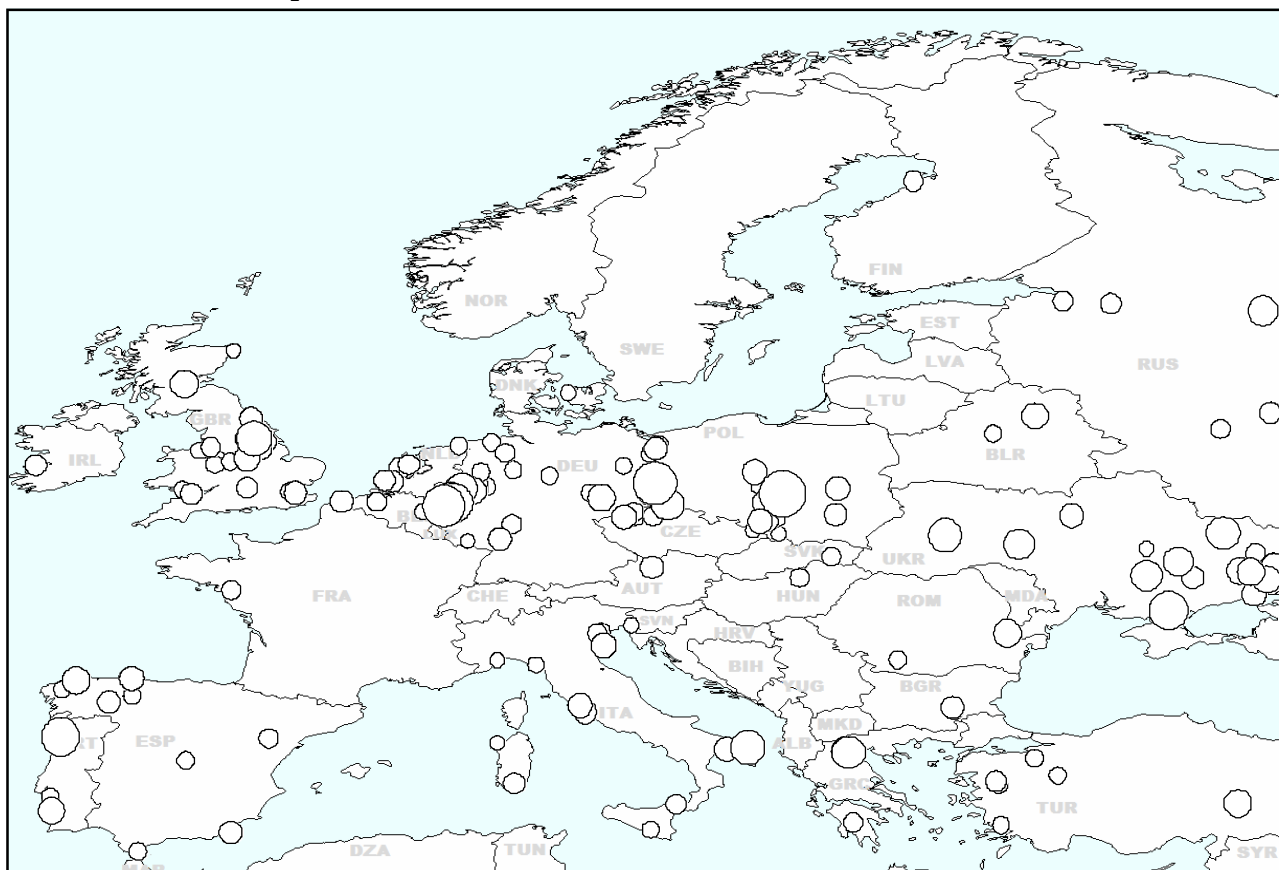 NOR
FIN
EST
SWE
LVA
RUS
DNK
LTU
GBR
IRL
POL
BLR
DEU
CZE
SVK
UKR
FRA
CHE
AUT
HUN
ROM
MDA
SVN
HRV
BIH
YUG
BGR
ITA
MKD
ALB
ESP
GRC
TUR
DZA
TUN
SYR